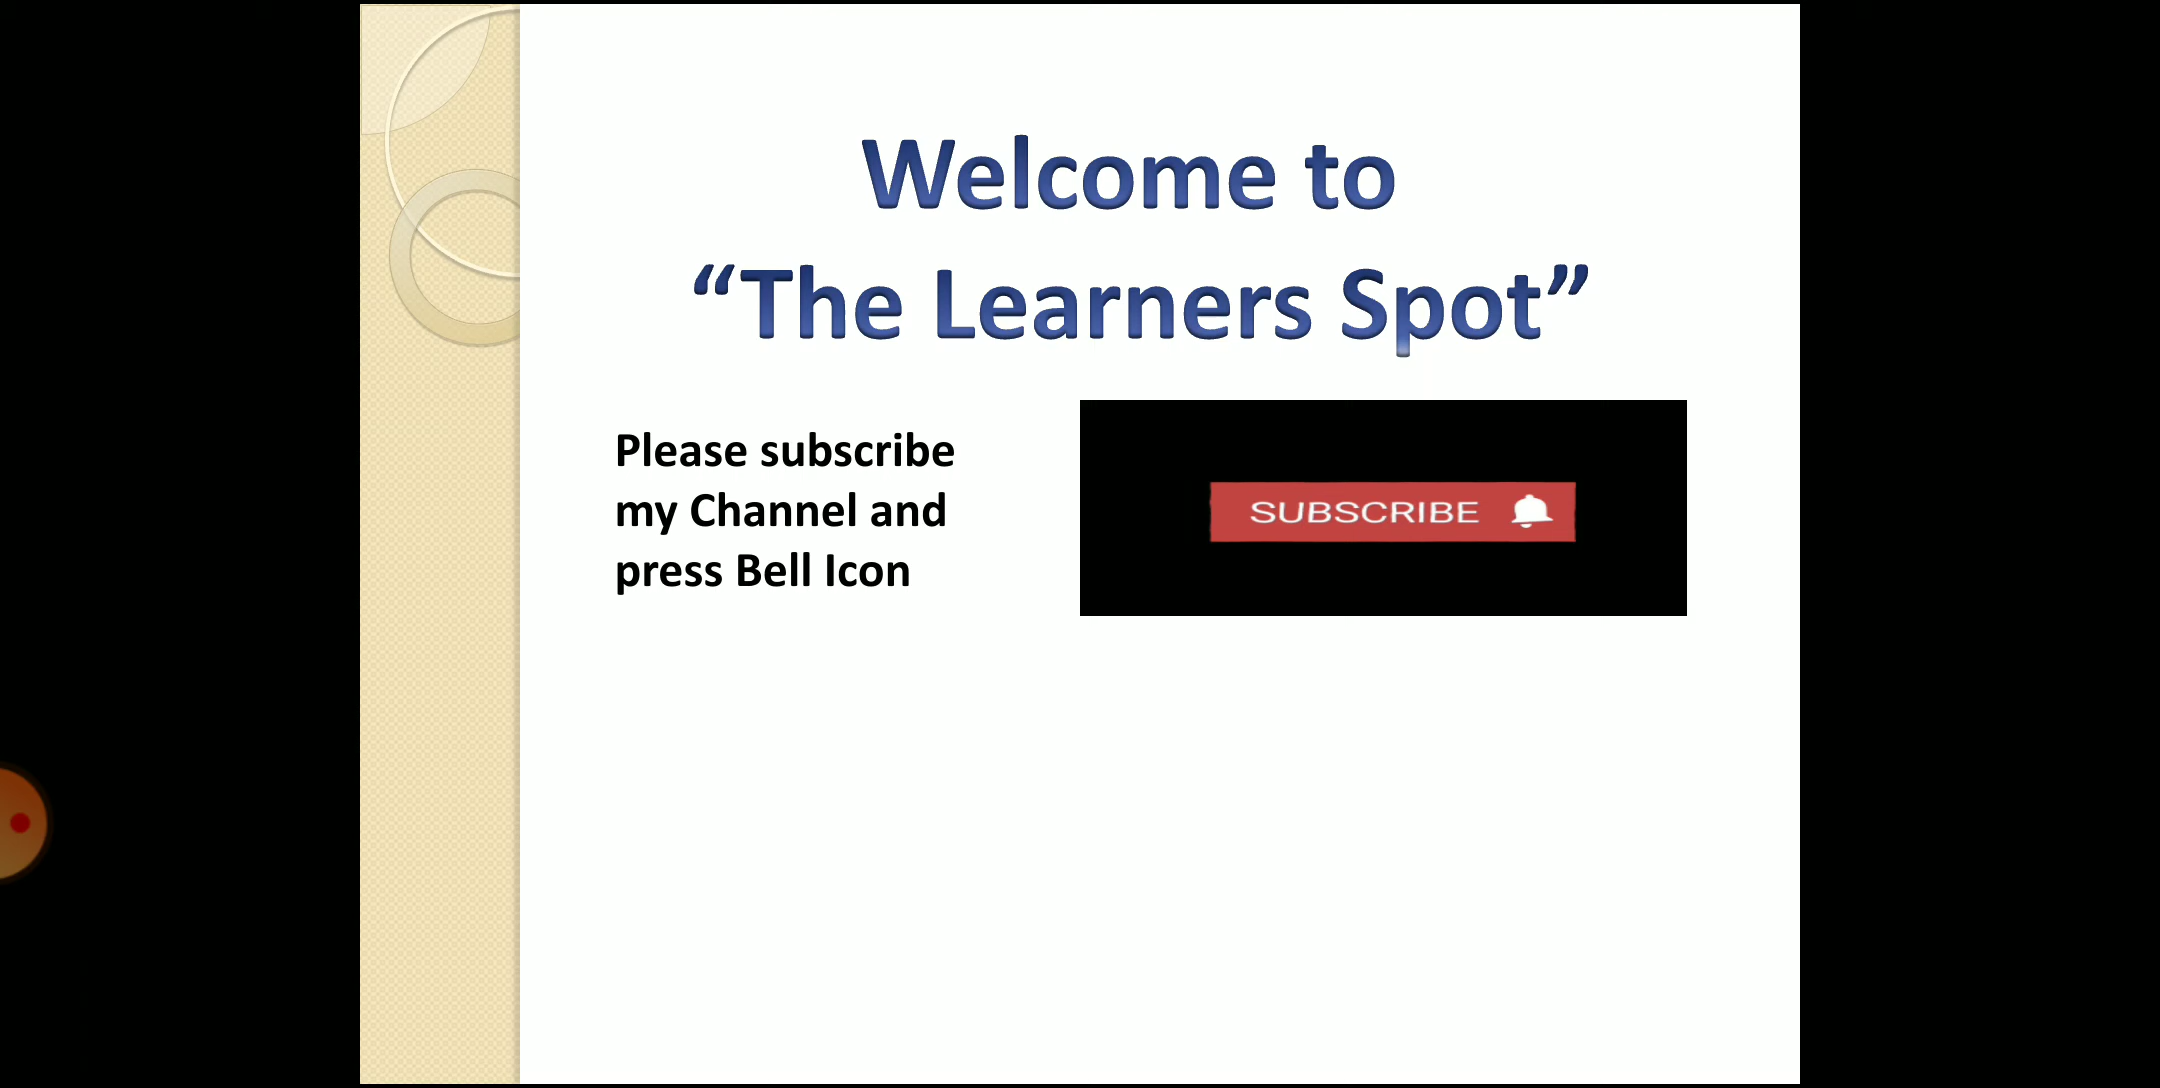 Welcome to
“The Learners Spot”
Please subscribe
my Channel and
press Bell Icon
SUBSCRIBE